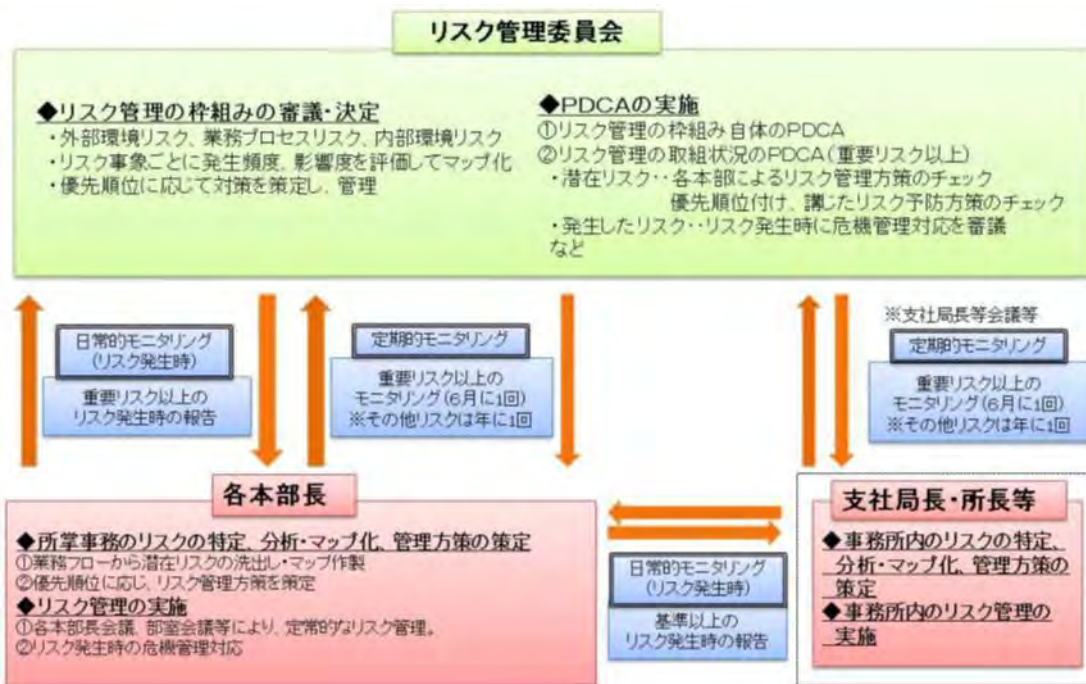 リスク管理委員会
◆リスク管理の枠組みの審議・決定
・外部環境リスク、業務プロセスリスク、内部環境リスク
・リスク事象ごとに発生頻度、影響度を評価してマップ化
・優先順位に応じて対策を策定し、管理
◆PDCAの実施
①リスク管理の枠組み自体のPDCA
②リスク管理の取組状況のPDCA(重要リスク以上)
・潜在リスク‥各本部によるリスク管理方策のチェック
優先順位付け、講じたリスク予防方策のチェック
・発生したリスク‥リスク発生時に危機管理対応を審議
など
日常的モニタリング
(リスク発生時)
重要リスク以上の
リスク発生時の報告
定期的モニタリング
重要リスク以上の
モニタリング(6月に1回)
※その他リスクは年に1回
※支社局長等会議等
定期的モニタリング
重要リスク以上の
モニタリング(6月に1回)
※その他リスクは年に1回
各本部長
◆所掌事務のリスクの特定、分析・マップ化、管理方策の策定
①業務フローから潜在リスクの洗出し・マップ作製
②優先順位に応じ、リスク管理方策を策定
◆リスク管理の実施
①各本部長会議、部室会議等により、定常的なリスク管理。
②リスク発生時の危機管理対応
日常的モニタリング
(リスク発生時)
基準以上の
リスク発生時の報告
支社局長・所長等
◆事務所内のリスクの特定、
分析・マップ化、管理方策の
策定
◆事務所内のリスク管理の
実施